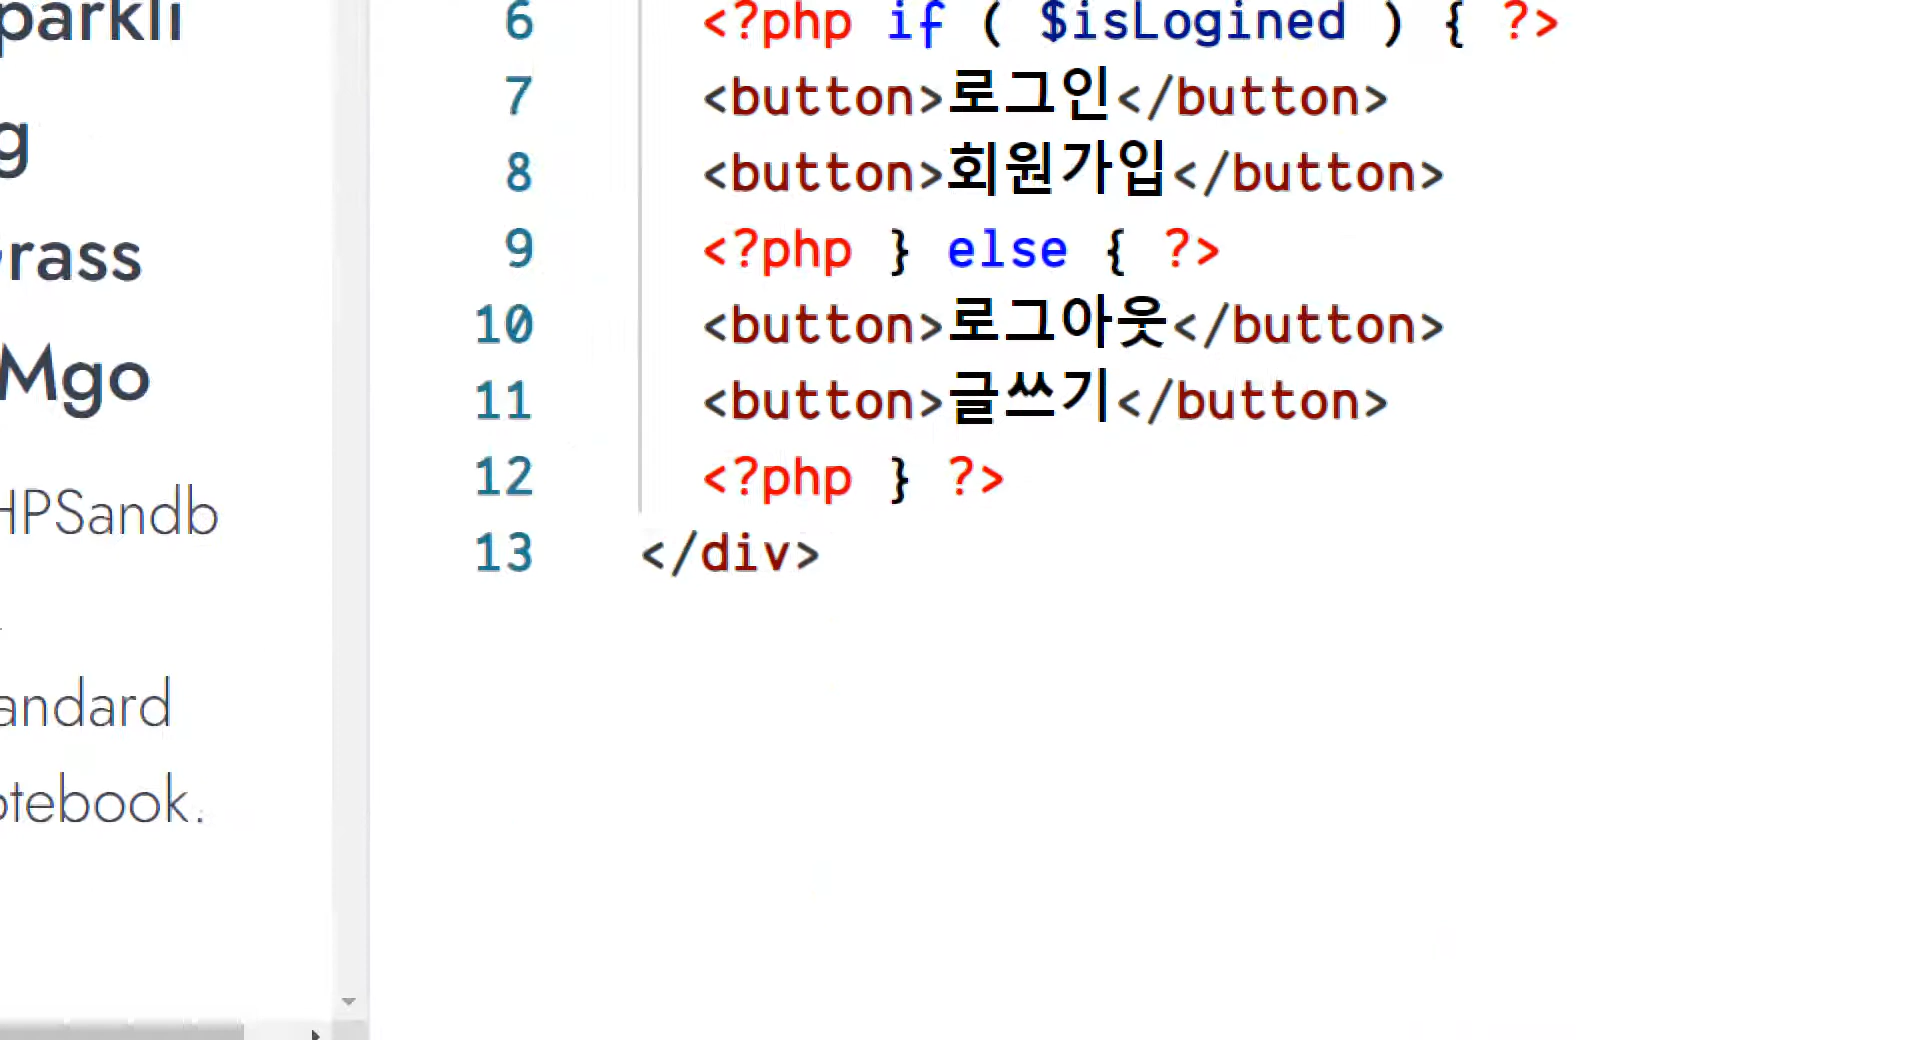 parkli
g
rass
Mgo
HPSandb
andard
otebook.
6 <?php if ( $isLogined ) { ?>
7 <button>로그인</button>
8 <button>회원가입</button>
9 <?php } else { ?>
10 <button>로그아웃</button>
11 <button>글쓰기</button>
12 <?php } ?>
13 </div>